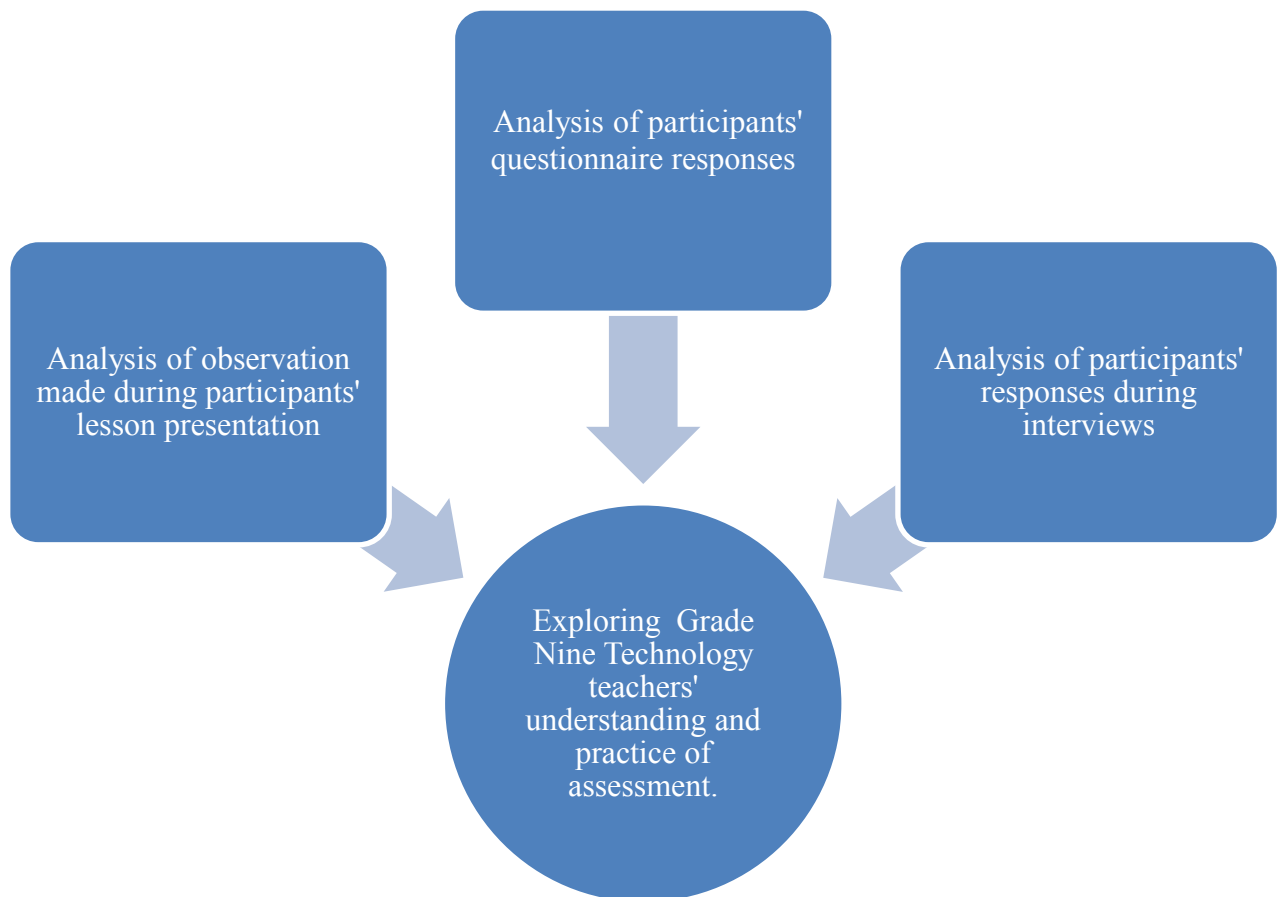 Analysis of participants'
questionnaire responses
Analysis of observation
made during participants'
lesson presentation
Analysis of participants'
responses during
interviews
Exploring  Grade
Nine Technology
teachers'
understanding and
practice of
assessment.